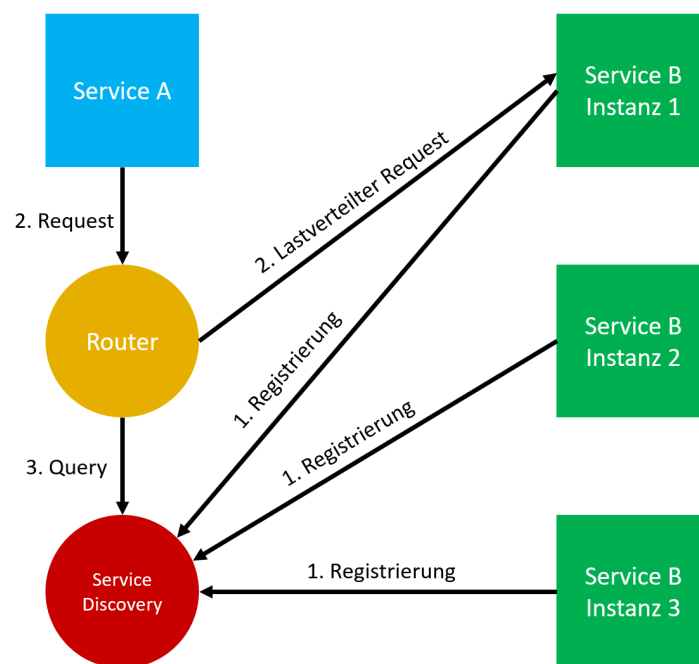 Service A
Service B
Instanz 1
2. Request
2. Lastverteilter Request
Router
1. Registrierung
Service B
Instanz 2
1. Registrierung
3. Query
Service
Discovery
1. Registrierung
Service B
Instanz 3